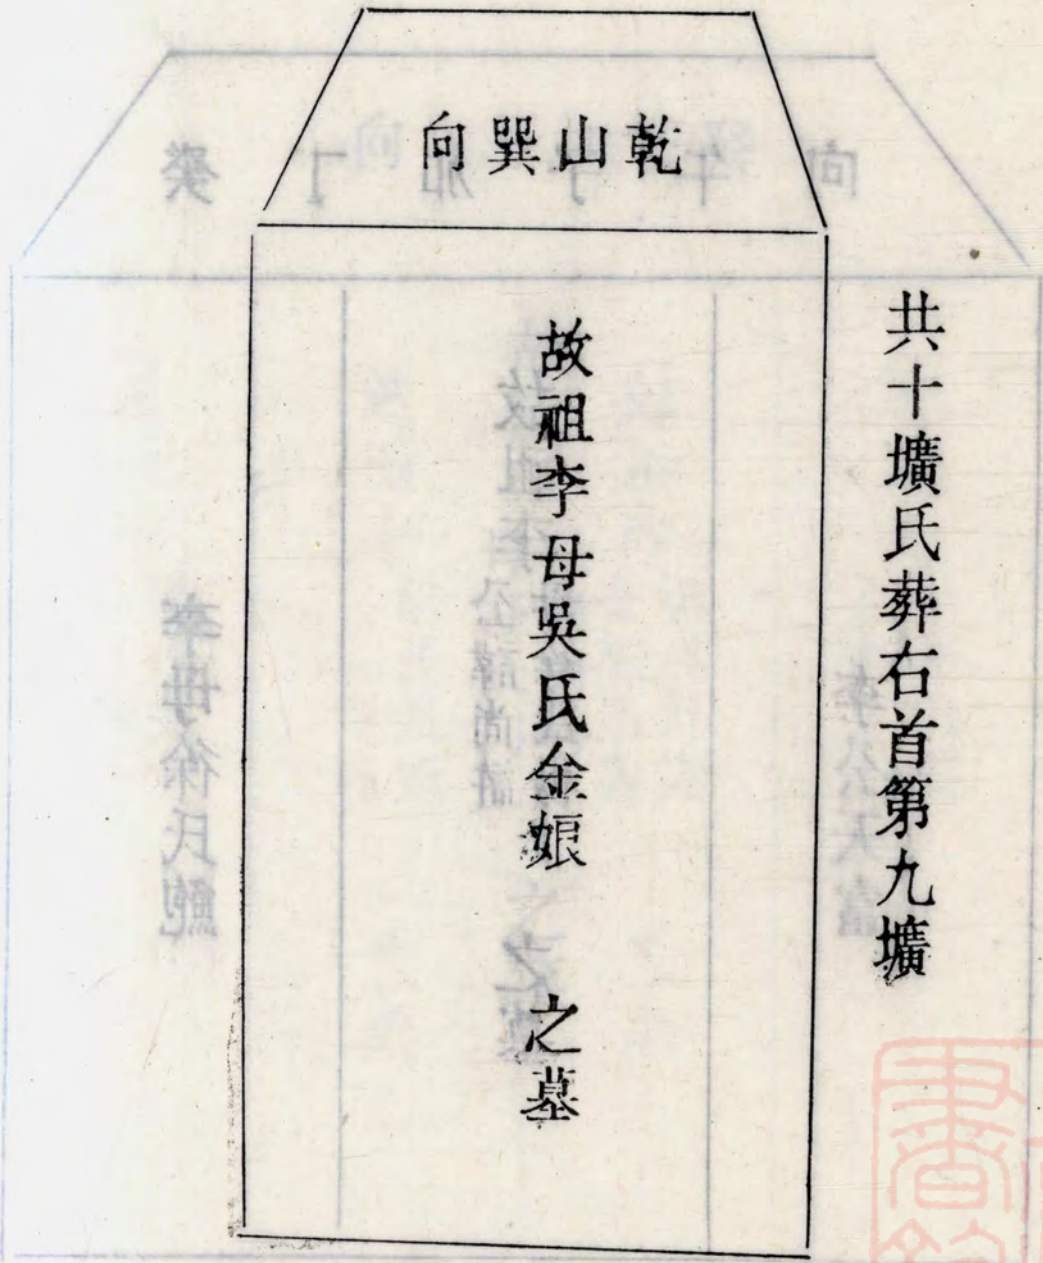 共十壙氏葬右首第九壙
乾山巽向
故祖李母吳氏金娘 之墓